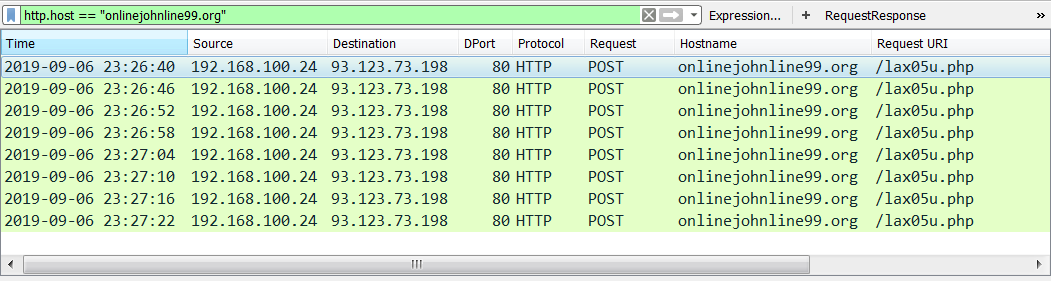 http.host == "onlinejohnline99.org" Expression... + RequestResponse »
Time Source Destination DPort Protocol Request Hostname Request URI
2019-09-06 23:26:40 192.168.100.24 93.123.73.198 80 HTTP POST onlinejohnline99.org /lax05u.php
2019-09-06 23:26:46 192.168.100.24 93.123.73.198 80 HTTP POST onlinejohnline99.org /lax05u.php
2019-09-06 23:26:52 192.168.100.24 93.123.73.198 80 HTTP POST onlinejohnline99.org /lax05u.php
2019-09-06 23:26:58 192.168.100.24 93.123.73.198 80 HTTP POST onlinejohnline99.org /lax05u.php
2019-09-06 23:27:04 192.168.100.24 93.123.73.198 80 HTTP POST onlinejohnline99.org /lax05u.php
2019-09-06 23:27:10 192.168.100.24 93.123.73.198 80 HTTP POST onlinejohnline99.org /lax05u.php
2019-09-06 23:27:16 192.168.100.24 93.123.73.198 80 HTTP POST onlinejohnline99.org /lax05u.php
2019-09-06 23:27:22 192.168.100.24 93.123.73.198 80 HTTP POST onlinejohnline99.org /lax05u.php